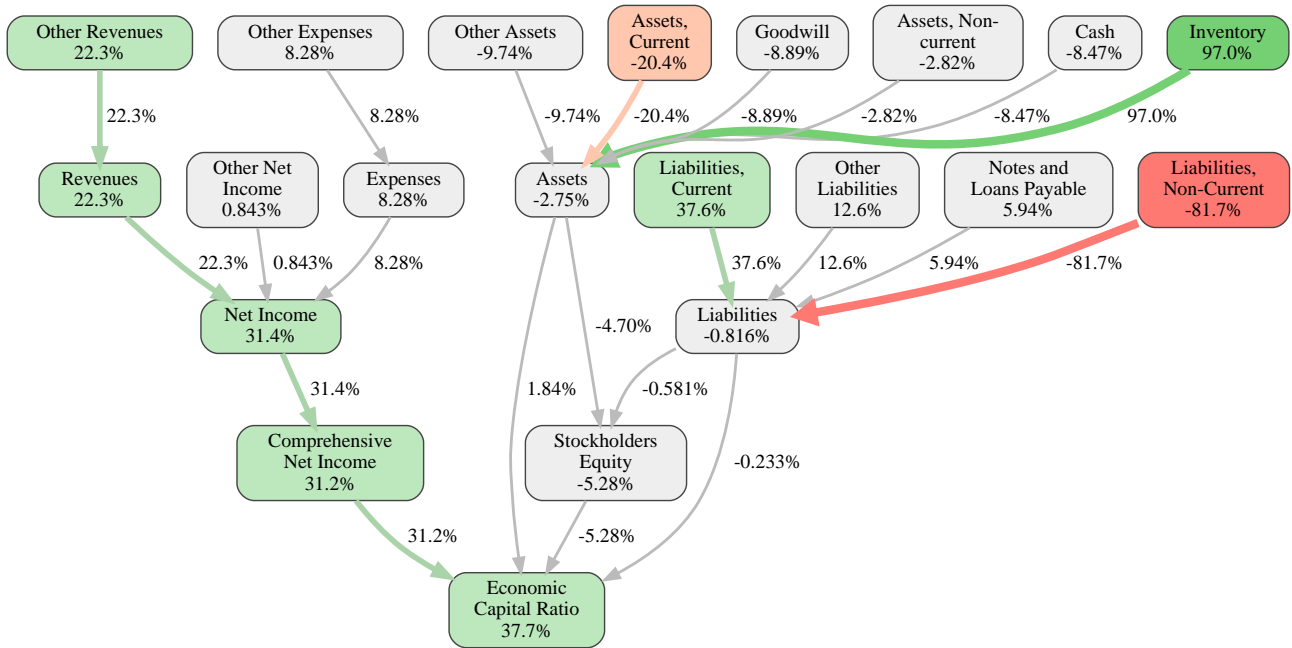 Other Revenues
22.3%
Other Expenses
8.28%
Other Assets
-9.74%
Assets,
Current
-20.4%
Goodwill
-8.89%
Assets, Non-
current
-2.82%
Cash
-8.47%
Inventory
97.0%
22.3%
8.28%
-9.74%
-20.4%
-8.89%
-2.82%
-8.47%
97.0%
Revenues
22.3%
Other Net
Income
0.843%
Expenses
8.28%
Assets
-2.75%
Liabilities,
Current
37.6%
Other
Liabilities
12.6%
Notes and
Loans Payable
5.94%
Liabilities,
Non-Current
-81.7%
22.3%
0.843%
8.28%
37.6%
12.6%
5.94%
-81.7%
Net Income
31.4%
-4.70%
Liabilities
-0.816%
31.4%
1.84%
-0.581%
Comprehensive
Net Income
31.2%
Stockholders
Equity
-5.28%
-0.233%
31.2%
-5.28%
Economic
Capital Ratio
37.7%